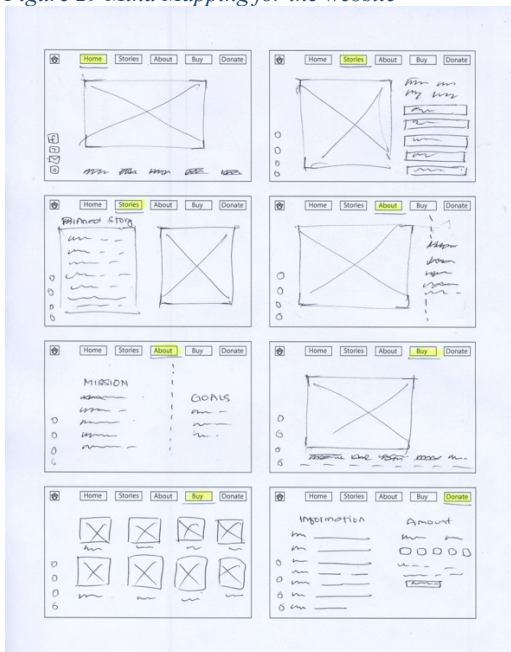 Figure 29 Mind Mapping for the website
Home Stories About Buy Donate
Home Stories About Buy Donate
Home Stories About Buy Donate
Story
Home Stories About Buy Donate
Home Stories About Buy Donate
MISSION
GOALS
Home Stories About Buy Donate
Home Stories About Buy Donate
Home Stories About Buy Donate
Information Amount